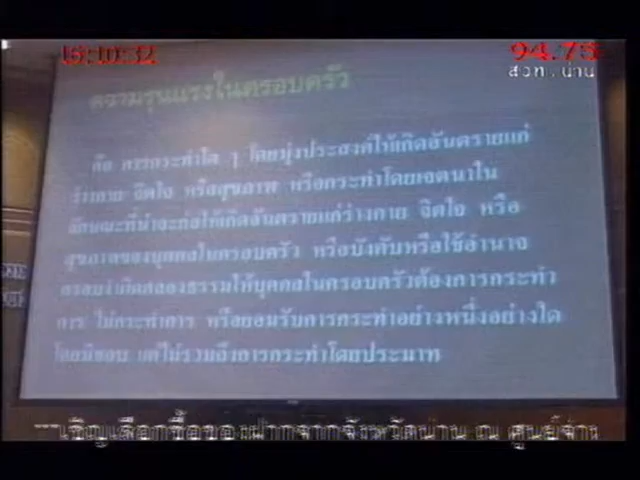 16:10:32
94.75
สวท.น่าน
ความรุนแรงในครอบครัว
คือ การกระทำใด ๆ โดยมุ่งประสงค์ให้เกิดอันตรายแก่
ร่างกาย จิตใจ หรือสุขภาพ หรือกระทำโดยเจตนาใน
ลักษณะที่น่าจะก่อให้เกิดอันตรายแก่ร่างกาย จิตใจ หรือ
สุขภาพของบุคคลในครอบครัว หรือบังคับหรือใช้อำนาจ
ครอบงำผิดคลองธรรมให้บุคคลในครอบครัวต้องการกระทำ
การ ไม่กระทำการ หรือยอมรับการกระทำอย่างหนึ่งอย่างใด
โดยมิชอบ แต่ไม่รวมถึงการกระทำโดยประมาท
เชิญเลือกซื้อของฝากจากจังหวัดน่าน ณ ศูนย์จำ